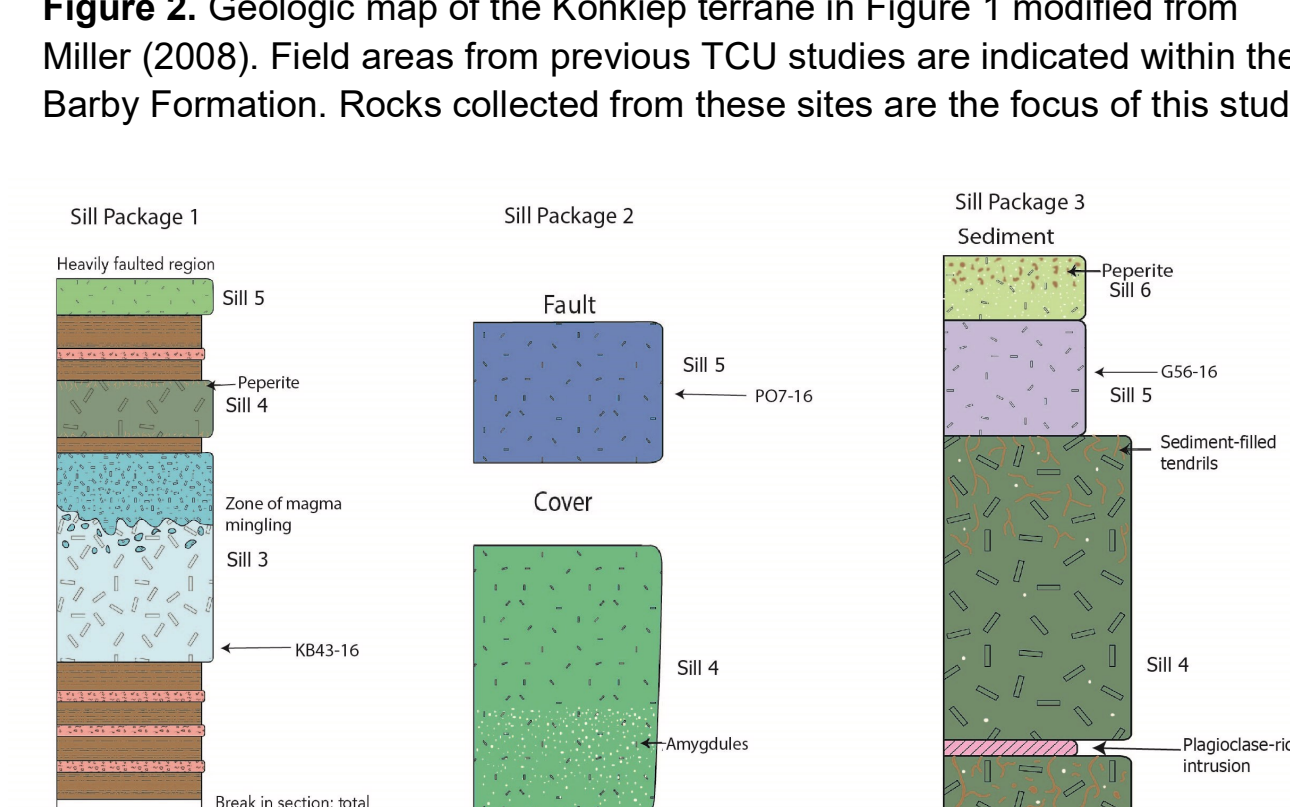 Figure 2. Geologic map of the Konkiep terrane in Figure 1 modified from
Miller (2008). Field areas from previous TCU studies are indicated within the
Barby Formation. Rocks collected from these sites are the focus of this stud
Sill Package 1
Heavily faulted region
Sill 5
Peperite
Sill 4
Zone of magma
mingling
Sill 3
KB43-16
Break in section; total
Sill Package 2
Fault
Sill 5
PO7-16
Cover
Sill 4
Amygdules
Sill Package 3
Sediment
Peperite
Sill 6
G56-16
Sill 5
Sediment-filled
tendrils
Sill 4
Plagioclase-ric
intrusion